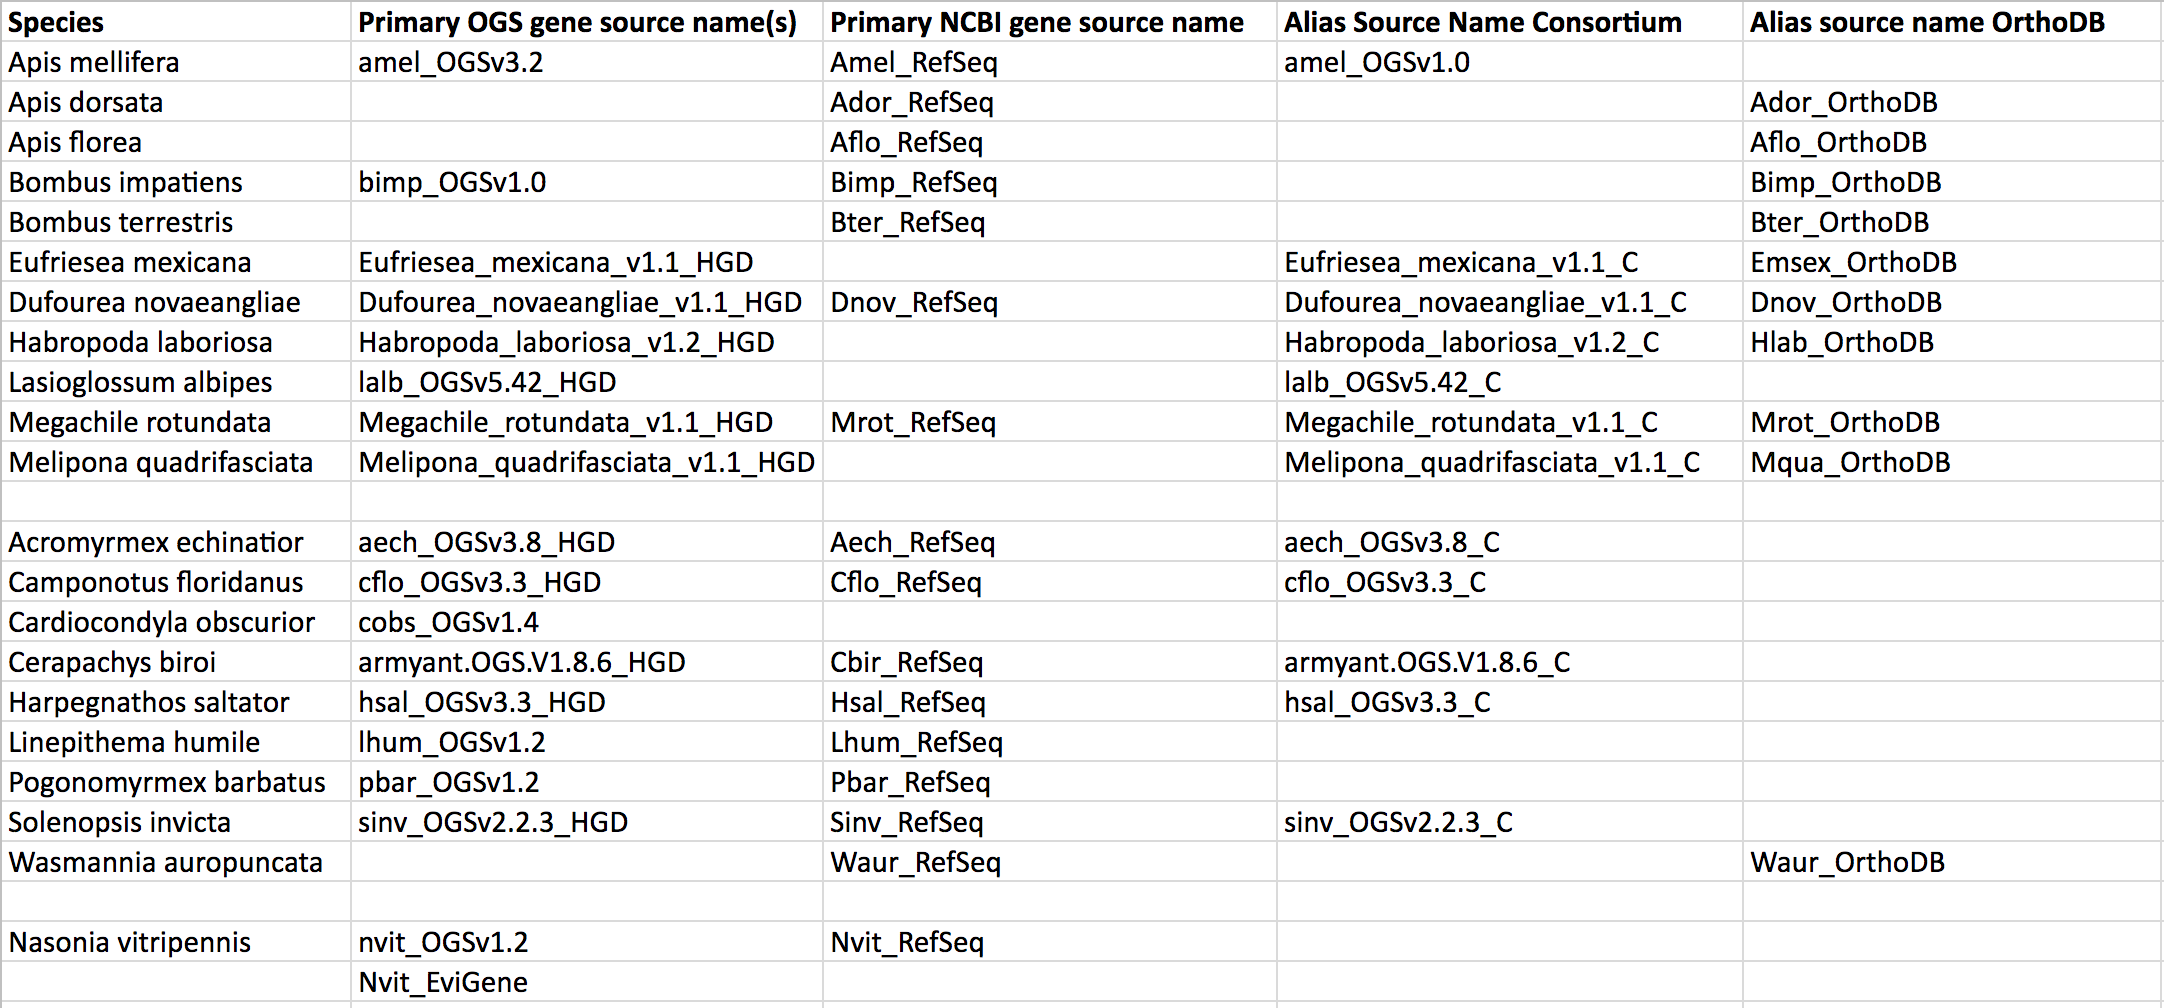 Species Primary OGS gene source name(s) Primary NCBI gene source name Alias Source Name Consortium Alias source name OrthoDB
Apis mellifera amel_OGSv3.2 Amel_RefSeq amel_OGSv1.0
Apis dorsata Ador_RefSeq Ador_OrthoDB
Apis florea Aflo_RefSeq Aflo_OrthoDB
Bombus impatiens bimp_OGSv1.0 Bimp_RefSeq Bimp_OrthoDB
Bombus terrestris Bter_RefSeq Bter_OrthoDB
Eufriesea mexicana Eufriesea_mexicana_v1.1_HGD Eufriesea_mexicana_v1.1_C Emsex_OrthoDB
Dufourea novaeangliae Dufourea_novaeangliae_v1.1_HGD Dnov_RefSeq Dufourea_novaeangliae_v1.1_C Dnov_OrthoDB
Habropoda laboriosa Habropoda_laboriosa_v1.2_HGD Habropoda_laboriosa_v1.2_C Hlab_OrthoDB
Lasioglossum albipes lalb_OGSv5.42_HGD lalb_OGSv5.42_C
Megachile rotundata Megachile_rotundata_v1.1_HGD Mrot_RefSeq Megachile_rotundata_v1.1_C Mrot_OrthoDB
Melipona quadrifasciata Melipona_quadrifasciata_v1.1_HGD Melipona_quadrifasciata_v1.1_C Mqua_OrthoDB
Acromyrmex echinatior aech_OGSv3.8_HGD Aech_RefSeq aech_OGSv3.8_C
Camponotus floridanus cflo_OGSv3.3_HGD Cflo_RefSeq cflo_OGSv3.3_C
Cardiocondyla obscurior cobs_OGSv1.4
Cerapachys biroi armyant.OGS.V1.8.6_HGD Cbir_RefSeq armyant.OGS.V1.8.6_C
Harpegnathos saltator hsal_OGSv3.3_HGD Hsal_RefSeq hsal_OGSv3.3_C
Linepithema humile lhum_OGSv1.2 Lhum_RefSeq
Pogonomyrmex barbatus pbar_OGSv1.2 Pbar_RefSeq
Solenopsis invicta sinv_OGSv2.2.3_HGD Sinv_RefSeq sinv_OGSv2.2.3_C
Wasmannia auropuncata Waur_RefSeq Waur_OrthoDB
Nasonia vitripennis nvit_OGSv1.2 Nvit_RefSeq
Nvit_EviGene